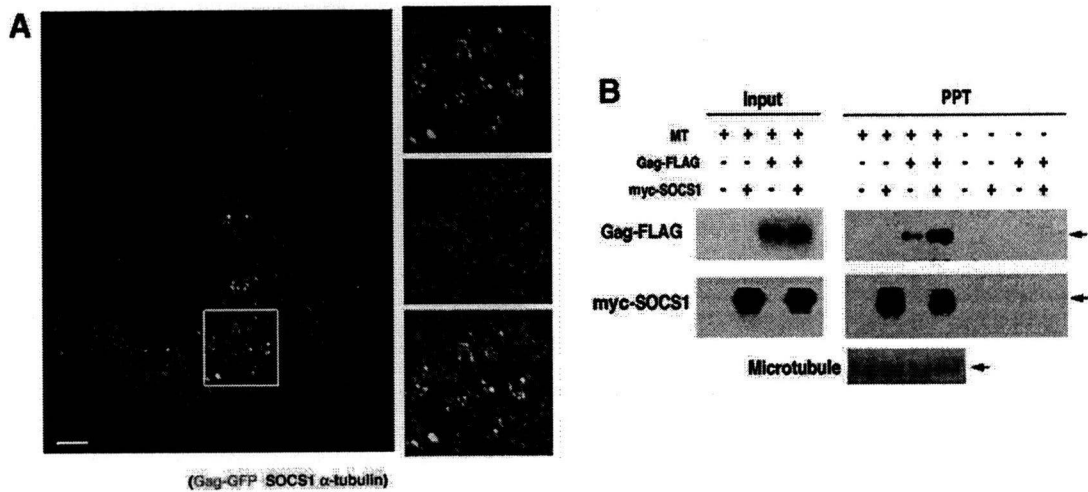 A
(Gag-GFP SOCS1 α-tubulin)
B
Input PPT
MT + + + + + + + + - - - -
Gag-FLAG - - + + - - + + - - + +
myc-SOCS1 - + - + - + - + - + - +
Gag-FLAG
myc-SOCS1
Microtubule